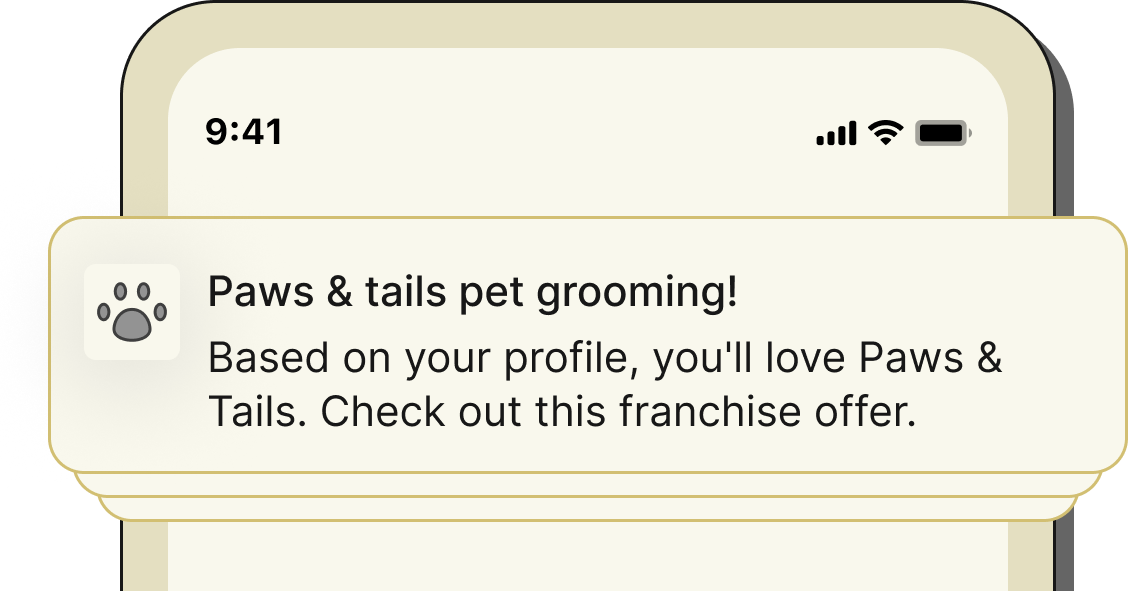 9:41
Paws & tails pet grooming!
Based on your profile, you'll love Paws &
Tails. Check out this franchise offer.